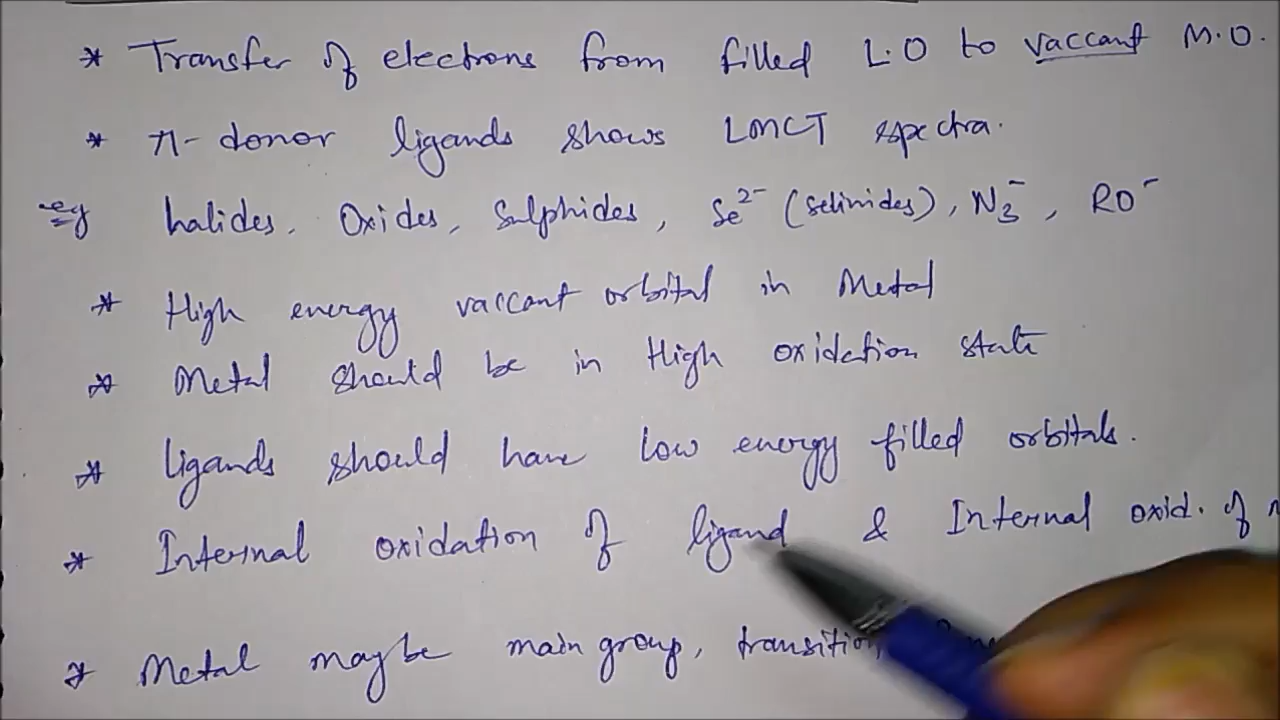 * Transfer of electrons from filled L.O to vaccant M.O.
* π-donor ligands shows LMCT spectra.
eg halides, Oxides, Sulphides, Se²⁻ (selinides), N₃⁻, RO⁻
* High energy vaccant orbital in Metal
* Metal should be in High oxidation state
* ligands should have low energy filled orbitals.
* Internal oxidation of ligand & Internal oxid. of
* Metal maybe main group, transition,